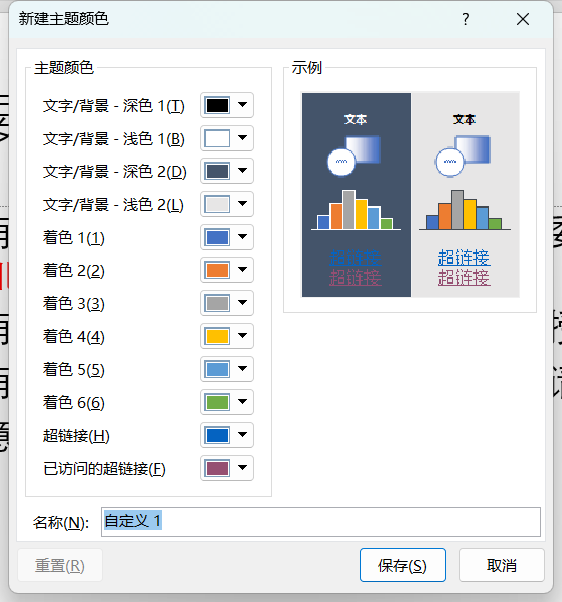 新建主题颜色
主题颜色
文字/背景 - 深色 1(T)
文字/背景 - 浅色 1(B)
文字/背景 - 深色 2(D)
文字/背景 - 浅色 2(L)
着色 1(1)
着色 2(2)
着色 3(3)
着色 4(4)
着色 5(5)
着色 6(6)
超链接(H)
已访问的超链接(F)
示例
文本 文本
超链接 超链接
超链接 超链接
名称(N): 自定义 1
重置(R) 保存(S) 取消